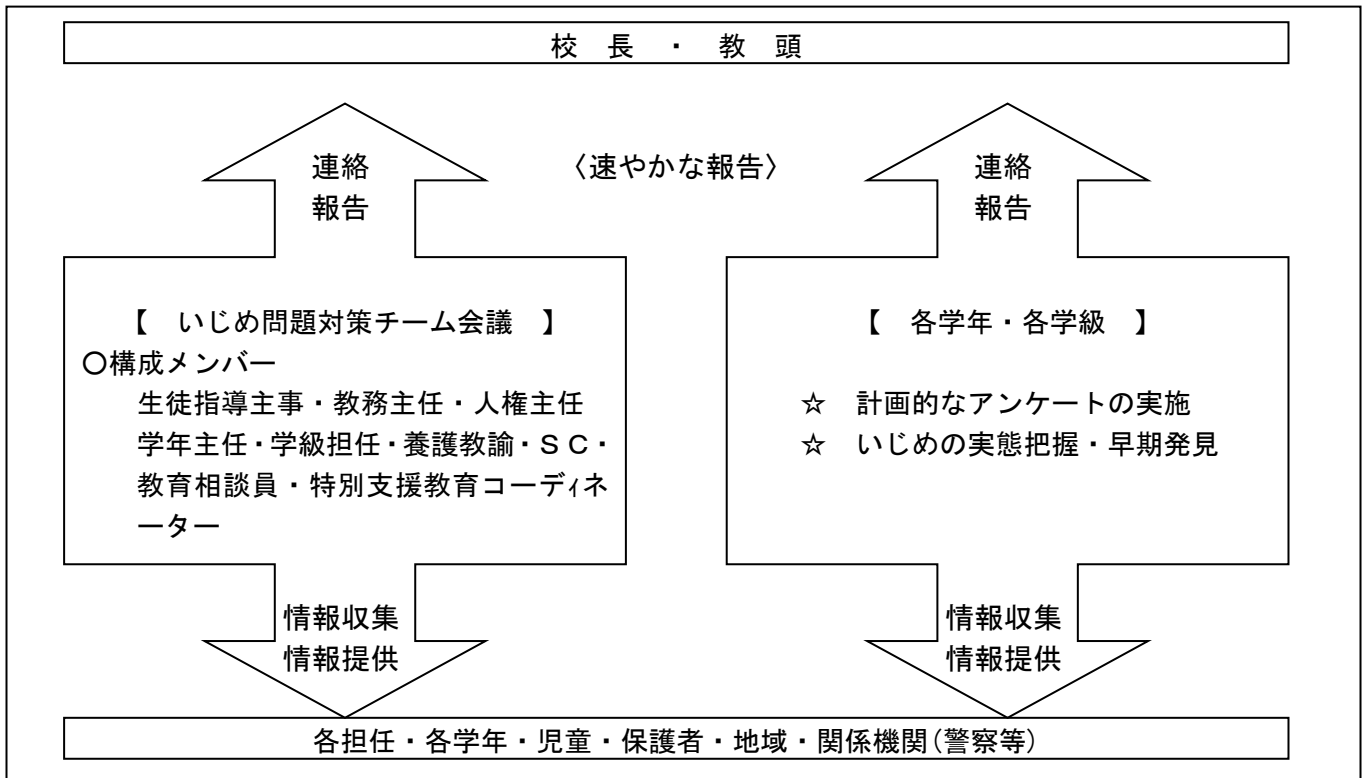 校 長 ・ 教 頭
連絡
報告
〈速やかな報告〉
連絡
報告
【 いじめ問題対策チーム会議 】
〇構成メンバー
生徒指導主事・教務主任・人権主任
学年主任・学級担任・養護教諭・ＳＣ・
教育相談員・特別支援教育コーディネ
ーター
【 各学年・各学級 】
☆ 計画的なアンケートの実施
☆ いじめの実態把握・早期発見
情報収集
情報提供
情報収集
情報提供
各担任・各学年・児童・保護者・地域・関係機関(警察等)